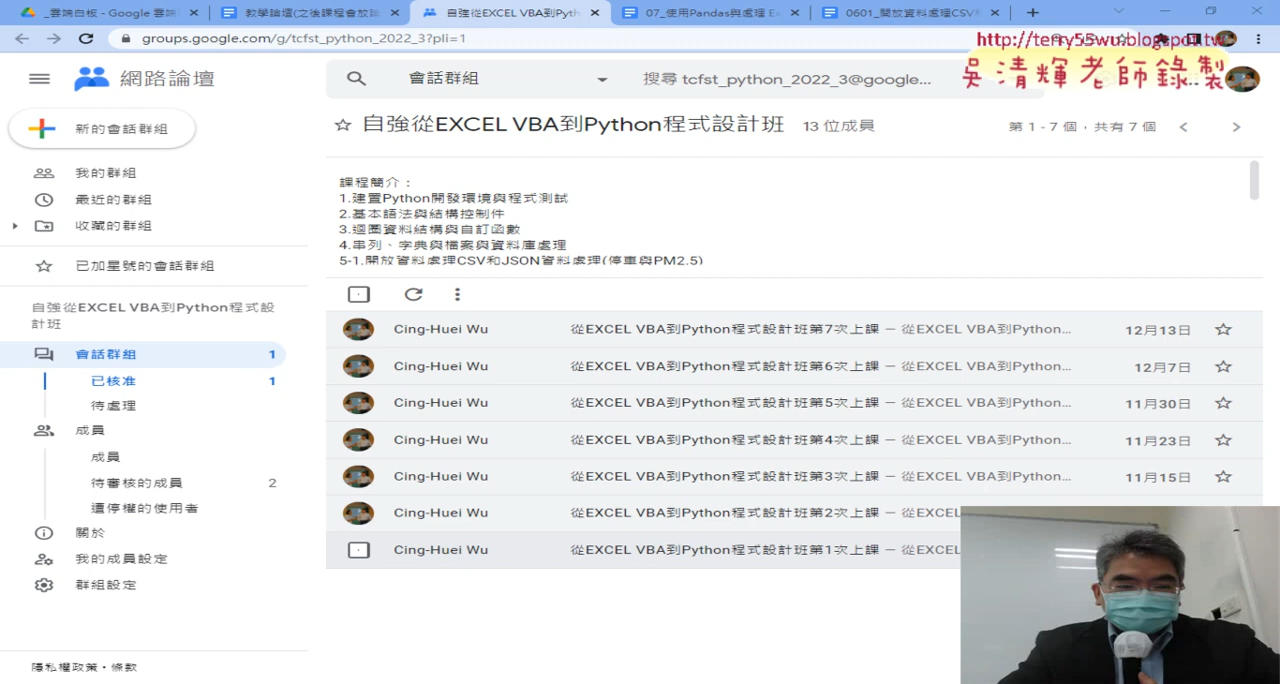 _雲端白板 - Google 雲端
教學論壇(之後課程會放論
自強從EXCEL VBA到Pyth
07_使用Pandas與處理 E
0601_開放資料處理CSV
groups.google.com/g/tcfst_python_2022_3?pli=1
http://terry55wu.blogspot.tw
吳清輝老師錄製
網路論壇
會話群組
搜尋 tcfst_python_2022_3@google...
新的會話群組
自強從EXCEL VBA到Python程式設計班 13 位成員
第 1 - 7 個，共有 7 個
我的群組
最近的群組
收藏的群組
已加星號的會話群組
自強從EXCEL VBA到Python程式設
計班
會話群組 1
已核准 1
待處理
成員
成員
待審核的成員 2
遭停權的使用者
關於
我的成員設定
群組設定
隱私權政策・條款
課程簡介：
1.建置Python開發環境與程式測試
2.基本語法與結構控制件
3.迴圈資料結構與自訂函數
4.串列、字典與檔案與資料庫處理
5-1.開放資料處理CSV和JSON資料處理(停車與PM2.5)
Cing-Huei Wu 從EXCEL VBA到Python程式設計班第7次上課 – 從EXCEL VBA到Python... 12月13日
Cing-Huei Wu 從EXCEL VBA到Python程式設計班第6次上課 – 從EXCEL VBA到Python... 12月7日
Cing-Huei Wu 從EXCEL VBA到Python程式設計班第5次上課 – 從EXCEL VBA到Python... 11月30日
Cing-Huei Wu 從EXCEL VBA到Python程式設計班第4次上課 – 從EXCEL VBA到Python... 11月23日
Cing-Huei Wu 從EXCEL VBA到Python程式設計班第3次上課 – 從EXCEL VBA到Python... 11月15日
Cing-Huei Wu 從EXCEL VBA到Python程式設計班第2次上課 – 從EXCEL
Cing-Huei Wu 從EXCEL VBA到Python程式設計班第1次上課 – 從EXCEL